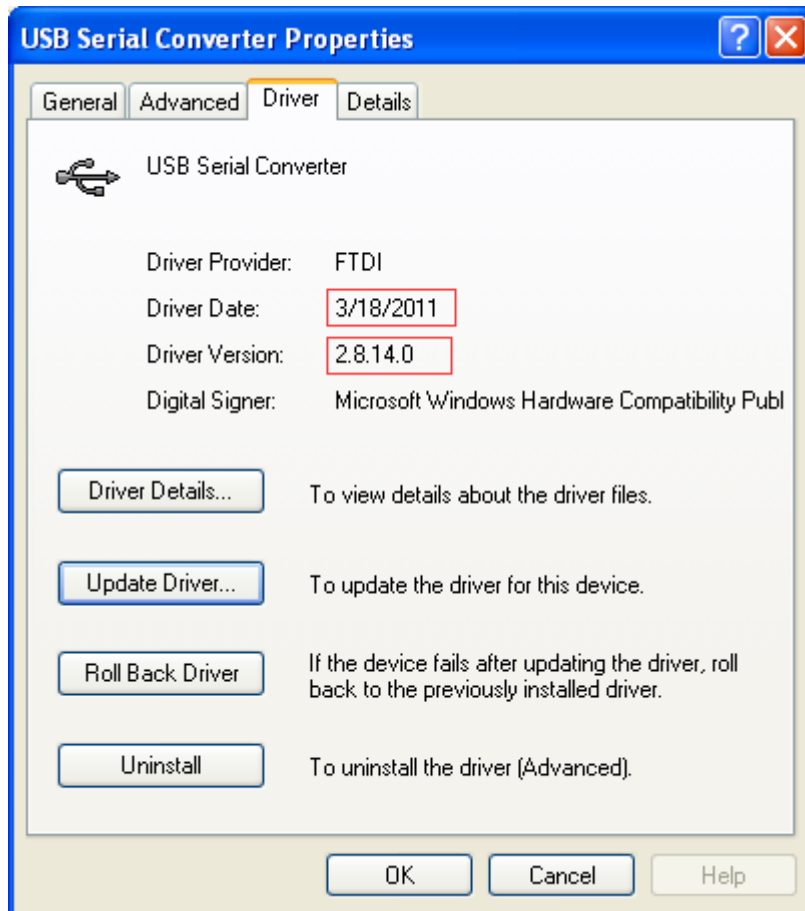 USB Serial Converter Properties
?
General Advanced Driver Details
USB Serial Converter
Driver Provider: FTDI
Driver Date: 3/18/2011
Driver Version: 2.8.14.0
Digital Signer: Microsoft Windows Hardware Compatibility Publ
Driver Details... To view details about the driver files.
Update Driver... To update the driver for this device.
Roll Back Driver If the device fails after updating the driver, roll
back to the previously installed driver.
Uninstall To uninstall the driver (Advanced).
OK Cancel Help